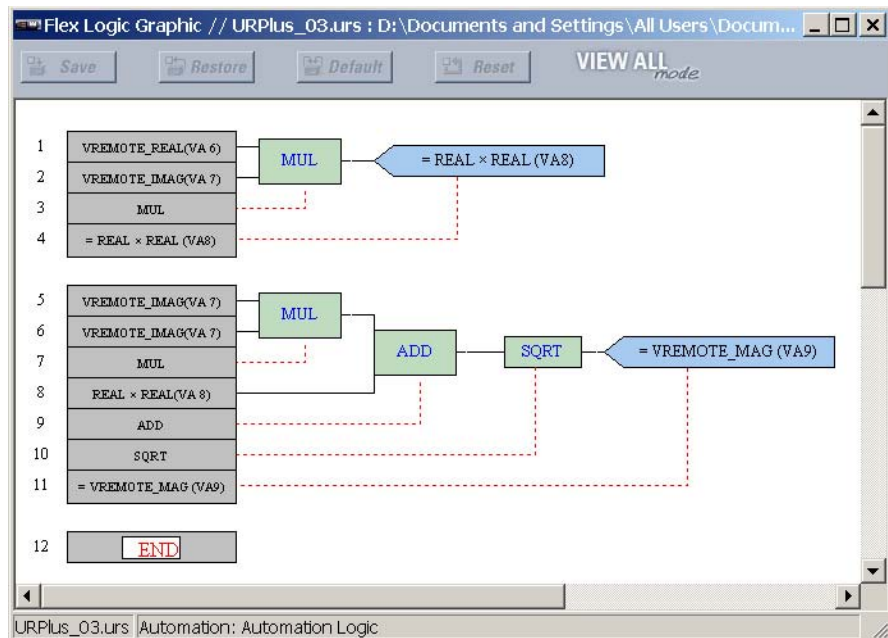 Flex Logic Graphic // URPlus_03.urs : D:\Documents and Settings\All Users\Docum...
Save Restore Default Reset VIEW ALL mode
1 VREMOTE_REAL(VA 6)
2 VREMOTE_IMAG(VA 7)
MUL
= REAL × REAL (VA8)
3 MUL
4 = REAL × REAL (VA8)
5 VREMOTE_IMAG(VA 7)
6 VREMOTE_IMAG(VA 7)
MUL
7 MUL
ADD
SQRT
= VREMOTE_MAG (VA9)
8 REAL × REAL(VA 8)
9 ADD
10 SQRT
11 = VREMOTE_MAG (VA9)
12 END
URPlus_03.urs Automation: Automation Logic